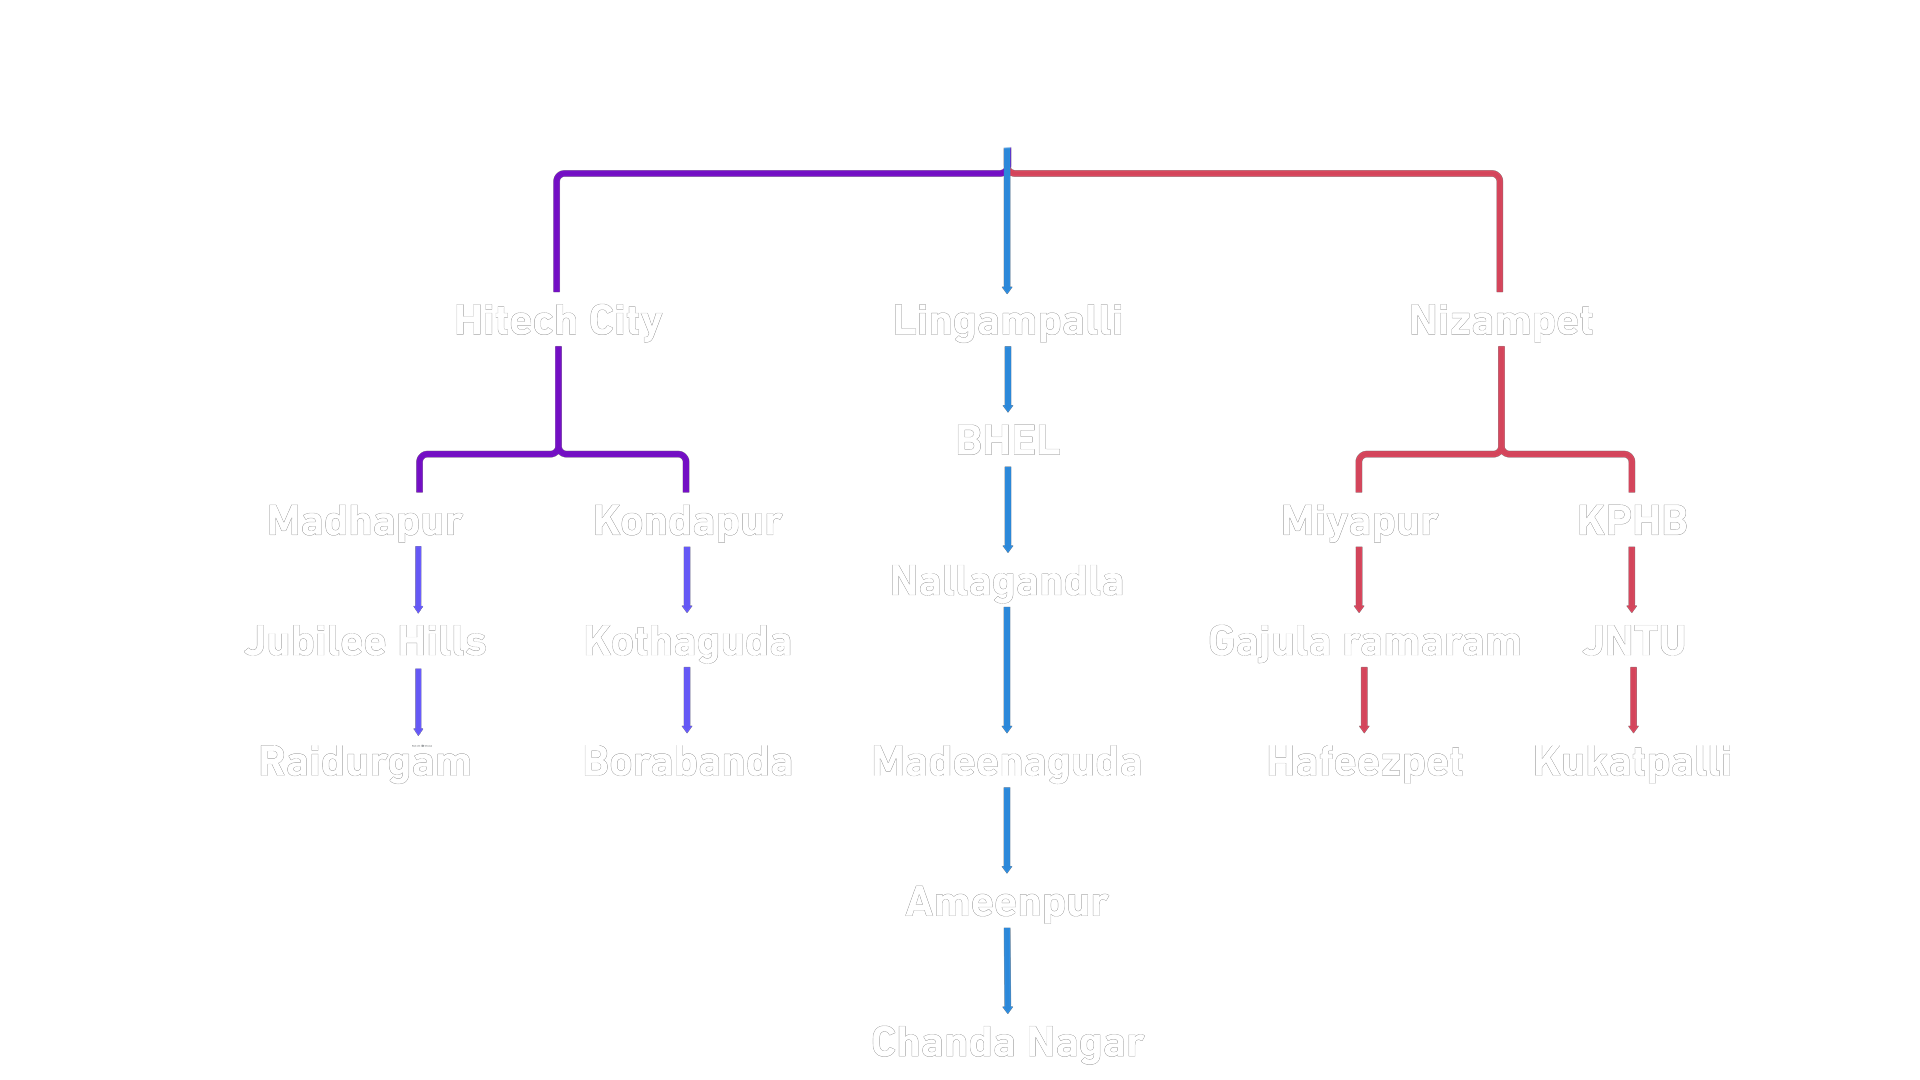 Hitech City
Lingampalli
Nizampet
BHEL
Madhapur
Kondapur
Miyapur
KPHB
Nallagandla
Jubilee Hills
Kothaguda
Gajula ramaram
JNTU
Raidurgam
Borabanda
Madeenaguda
Hafeezpet
Kukatpalli
Ameenpur
Chanda Nagar